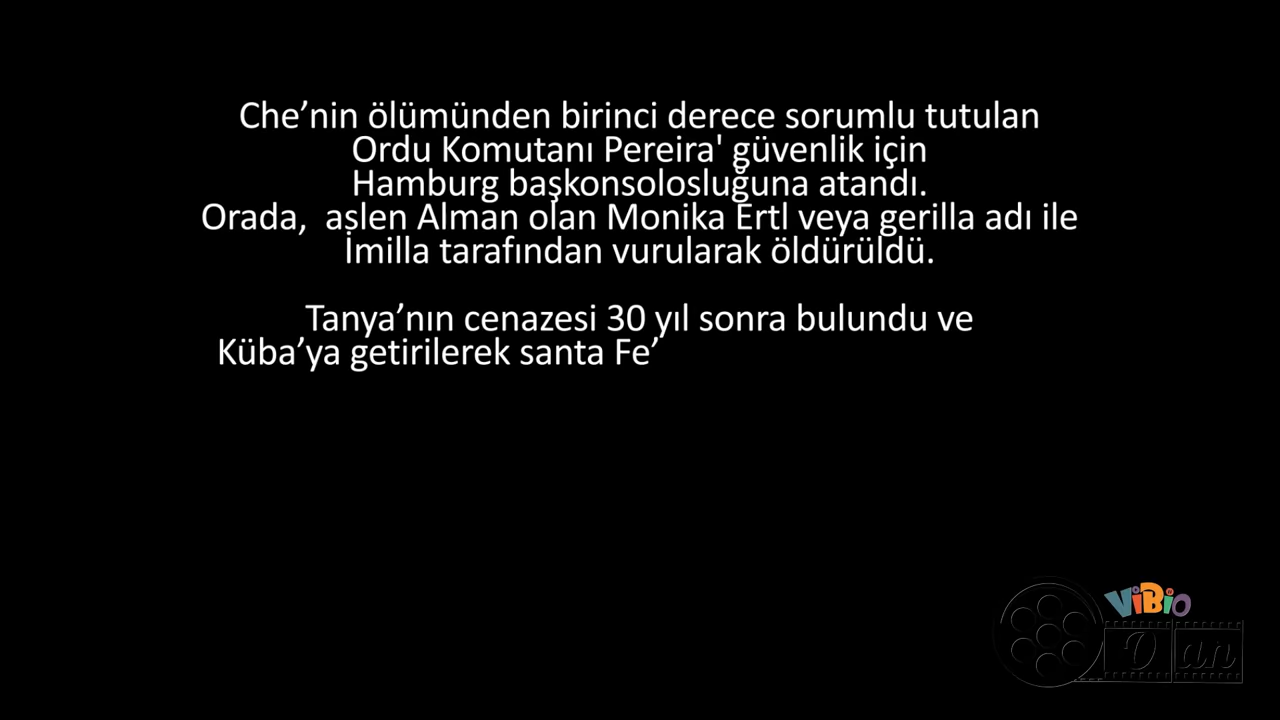 Che’nin ölümünden birinci derece sorumlu tutulan
Ordu Komutanı Pereira' güvenlik için
Hamburg başkonsolosluğuna atandı.
Orada,  aslen Alman olan Monika Ertl veya gerilla adı ile
İmilla tarafından vurularak öldürüldü.
Tanya’nın cenazesi 30 yıl sonra bulundu ve
Küba’ya getirilerek santa Fe’
ViBiO